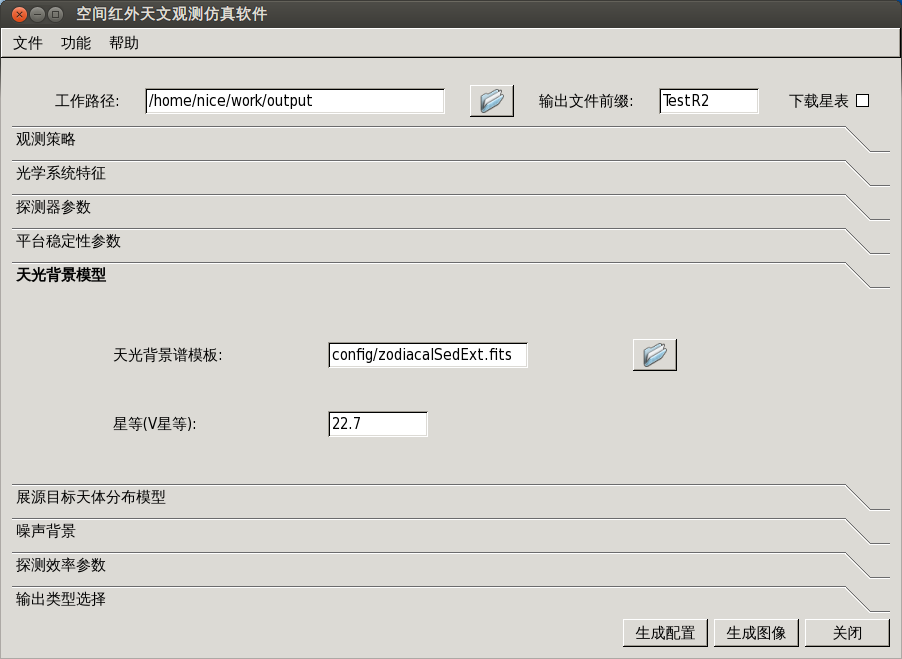 空间红外天文观测仿真软件
文件 功能 帮助
工作路径: /home/nice/work/output 输出文件前缀: TestR2 下载星表
观测策略
光学系统特征
探测器参数
平台稳定性参数
天光背景模型
天光背景谱模板: config/zodiacalSedExt.fits
星等(V星等): 22.7
展源目标天体分布模型
噪声背景
探测效率参数
输出类型选择
生成配置 生成图像 关闭